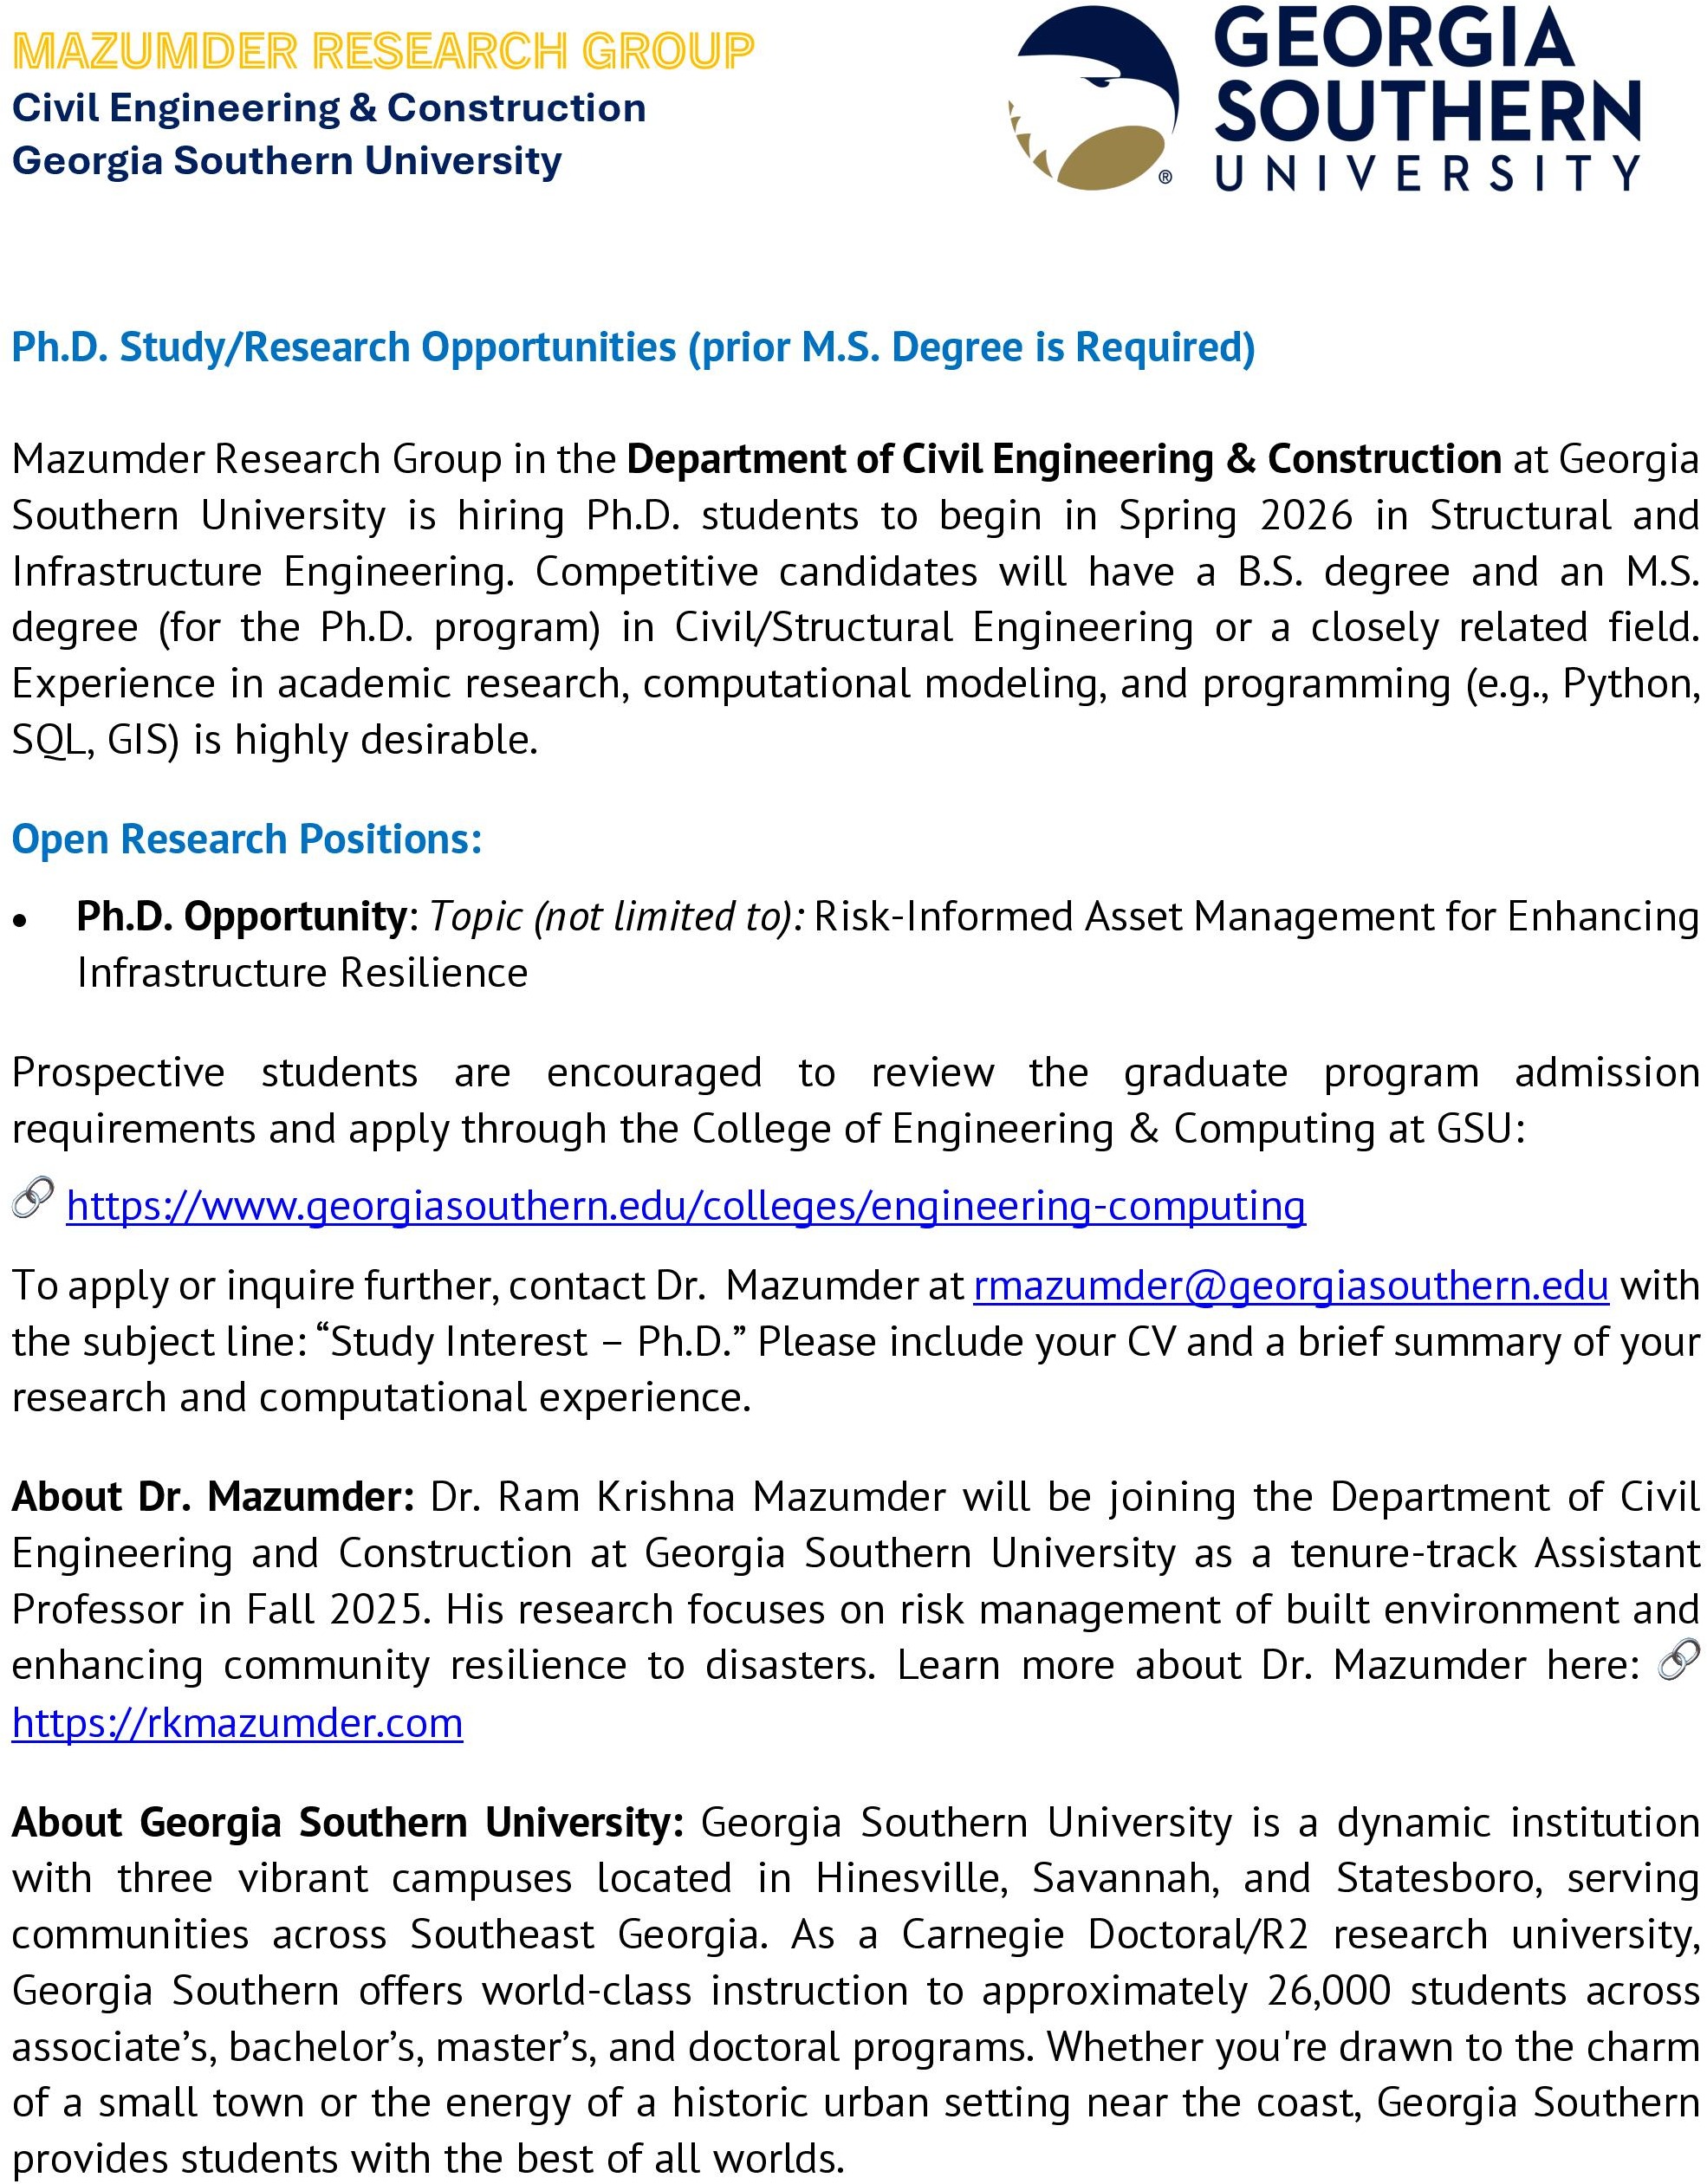 MAZUMDER RESEARCH GROUP
Civil Engineering & Construction
Georgia Southern University
GEORGIA
SOUTHERN
UNIVERSITY
®
Ph.D. Study/Research Opportunities (prior M.S. Degree is Required)
Mazumder Research Group in the Department of Civil Engineering & Construction at Georgia
Southern University is hiring Ph.D. students to begin in Spring 2026 in Structural and
Infrastructure Engineering. Competitive candidates will have a B.S. degree and an M.S.
degree (for the Ph.D. program) in Civil/Structural Engineering or a closely related field.
Experience in academic research, computational modeling, and programming (e.g., Python,
SQL, GIS) is highly desirable.
Open Research Positions:
• Ph.D. Opportunity: Topic (not limited to): Risk-Informed Asset Management for Enhancing
Infrastructure Resilience
Prospective students are encouraged to review the graduate program admission
requirements and apply through the College of Engineering & Computing at GSU:
https://www.georgiasouthern.edu/colleges/engineering-computing
To apply or inquire further, contact Dr. Mazumder at rmazumder@georgiasouthern.edu with
the subject line: “Study Interest – Ph.D.” Please include your CV and a brief summary of your
research and computational experience.
About Dr. Mazumder: Dr. Ram Krishna Mazumder will be joining the Department of Civil
Engineering and Construction at Georgia Southern University as a tenure-track Assistant
Professor in Fall 2025. His research focuses on risk management of built environment and
enhancing community resilience to disasters. Learn more about Dr. Mazumder here:
https://rkmazumder.com
About Georgia Southern University: Georgia Southern University is a dynamic institution
with three vibrant campuses located in Hinesville, Savannah, and Statesboro, serving
communities across Southeast Georgia. As a Carnegie Doctoral/R2 research university,
Georgia Southern offers world-class instruction to approximately 26,000 students across
associate’s, bachelor’s, master’s, and doctoral programs. Whether you're drawn to the charm
of a small town or the energy of a historic urban setting near the coast, Georgia Southern
provides students with the best of all worlds.